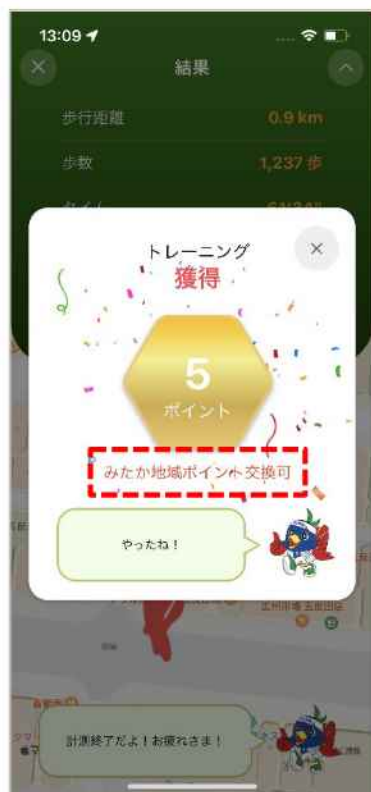 13:09
結果
歩行距離
0.9 km
歩数
1,237 歩
トレーニング
獲得
5
ポイント
みたか地域ポイント交換可
やったね！
計測終了だよ！お疲れさま！